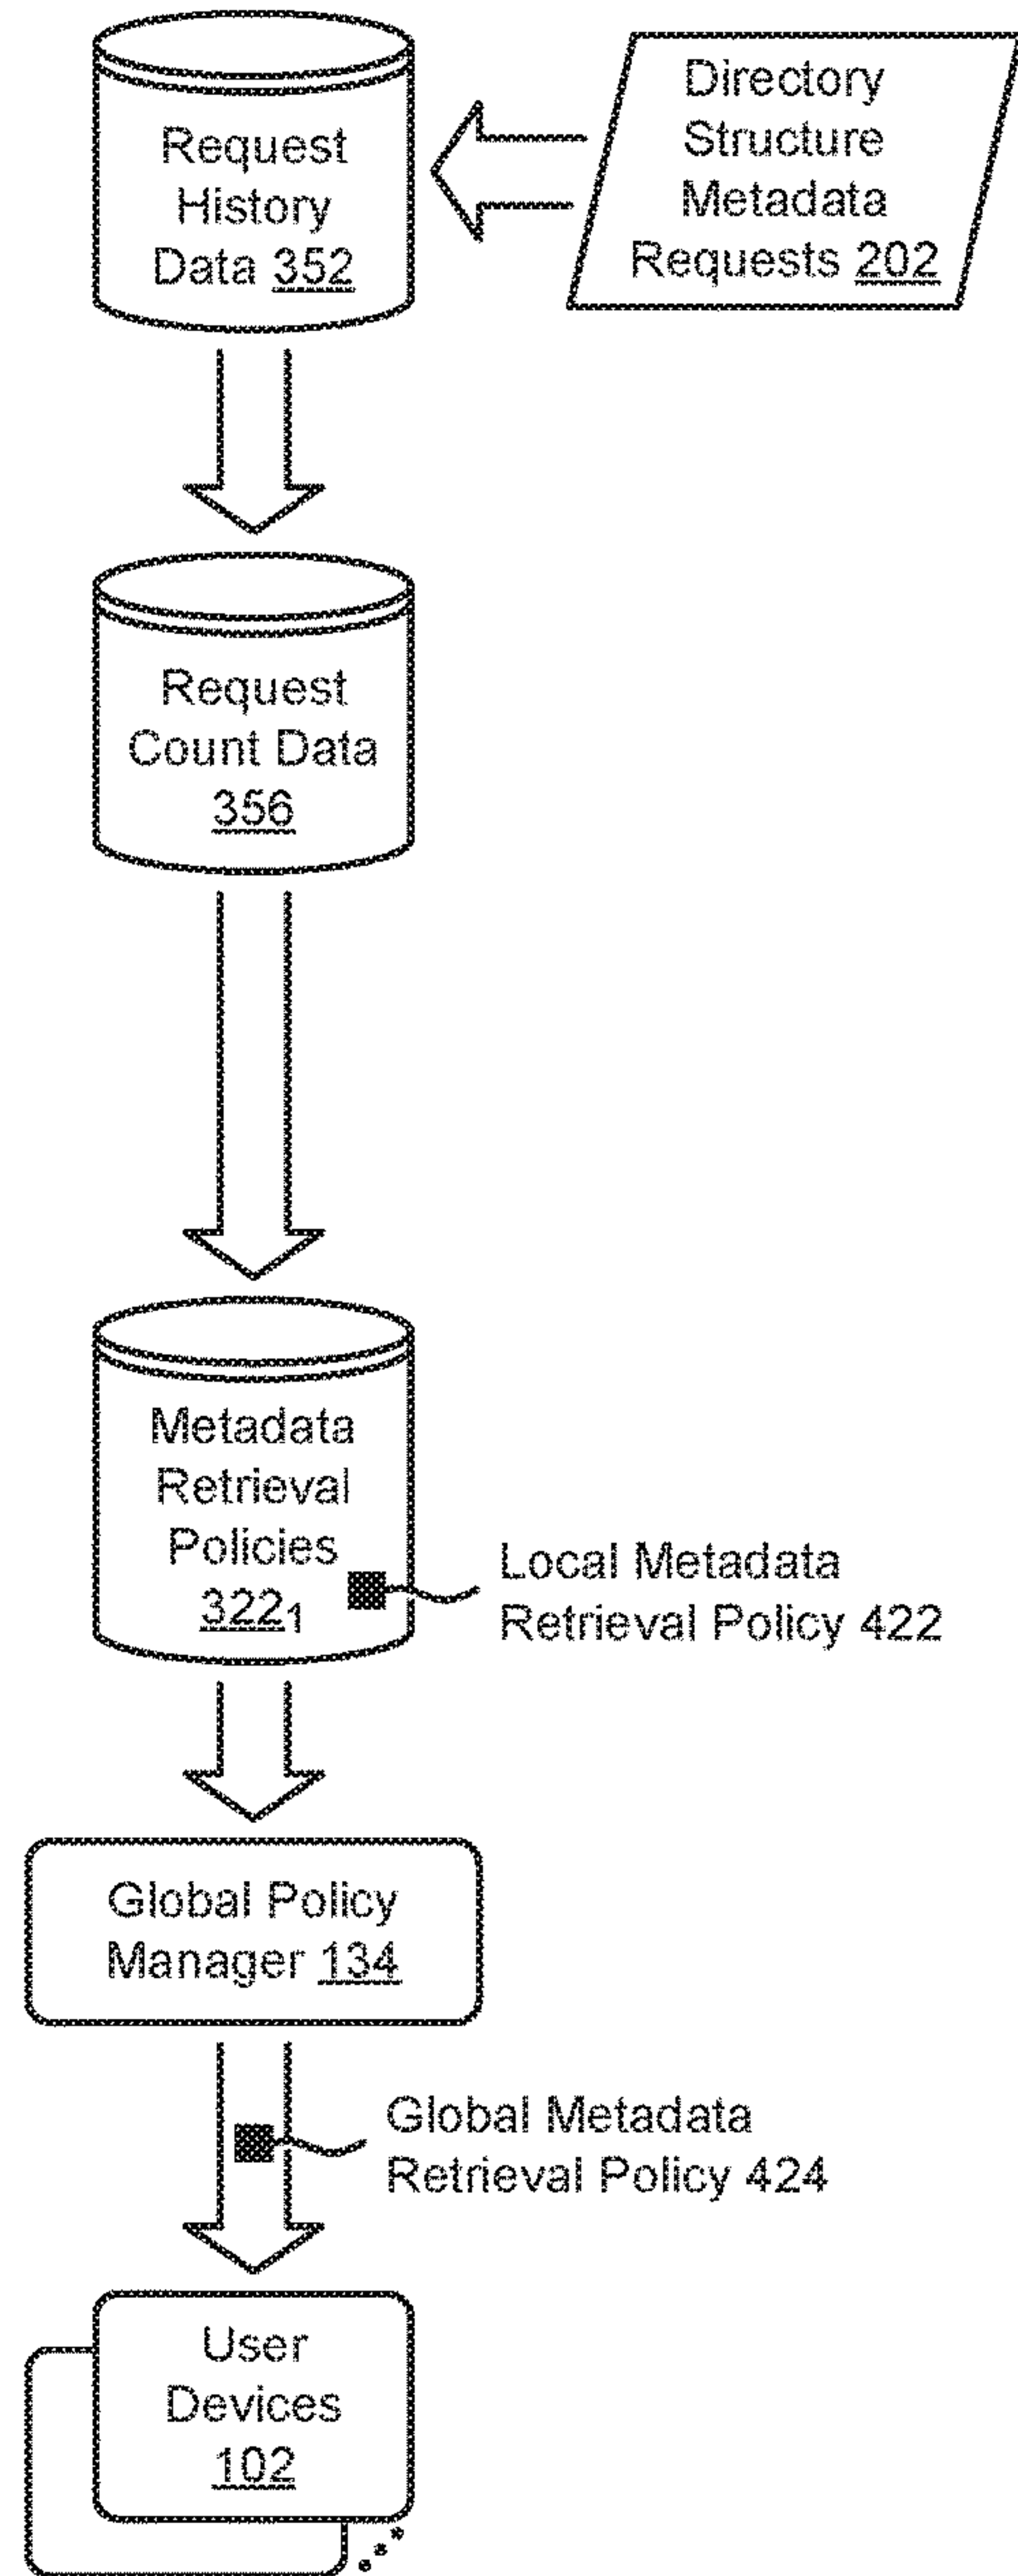 Request
History
Data 352
Directory
Structure
Metadata
Requests 202
Request
Count Data
356
Metadata
Retrieval
Policies
322₁
Local Metadata
Retrieval Policy 422
Global Policy
Manager 134
Global Metadata
Retrieval Policy 424
User
Devices
102